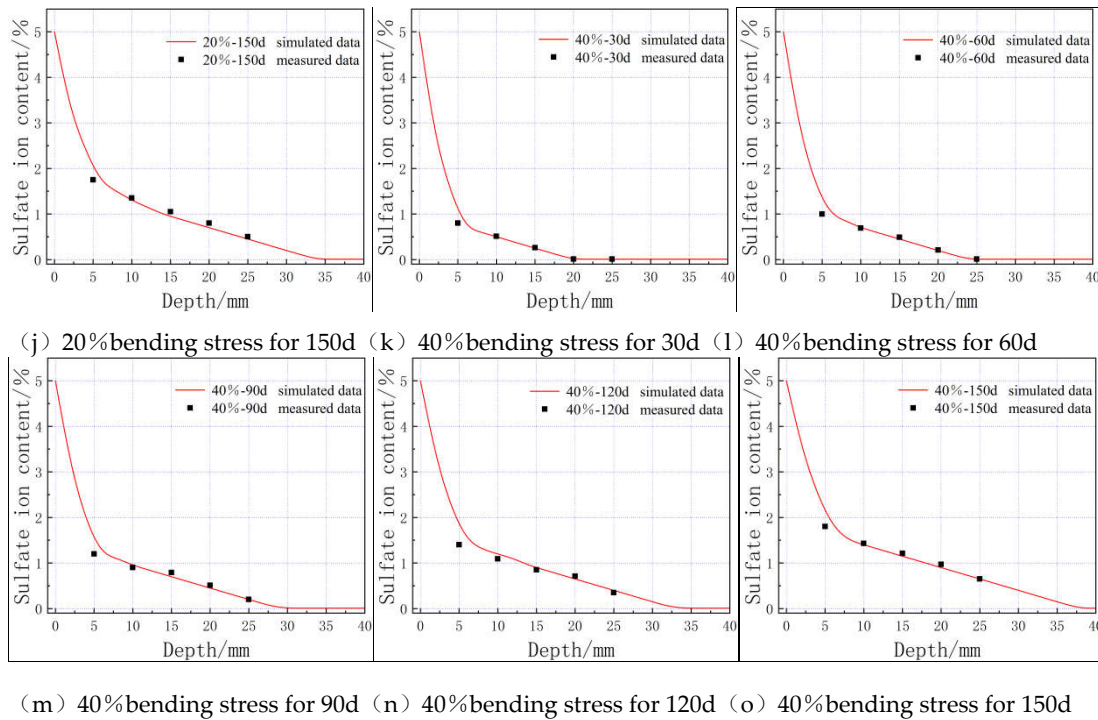 20%-150d simulated data
20%-150d measured data
Sulfate ion content/%
5
4
3
2
1
0
0 5 10 15 20 25 30 35 40
Depth/mm
40%-30d simulated data
40%-30d measured data
Sulfate ion content/%
5
4
3
2
1
0
0 5 10 15 20 25 30 35 40
Depth/mm
40%-60d simulated data
40%-60d measured data
Sulfate ion content/%
5
4
3
2
1
0
0 5 10 15 20 25 30 35 40
Depth/mm
（j）20%bending stress for 150d（k）40%bending stress for 30d（l）40%bending stress for 60d
40%-90d simulated data
40%-90d measured data
Sulfate ion content/%
5
4
3
2
1
0
0 5 10 15 20 25 30 35 40
Depth/mm
40%-120d simulated data
40%-120d measured data
Sulfate ion content/%
5
4
3
2
1
0
0 5 10 15 20 25 30 35 40
Depth/mm
40%-150d simulated data
40%-150d measured data
Sulfate ion content/%
5
4
3
2
1
0
0 5 10 15 20 25 30 35 40
Depth/mm
（m）40%bending stress for 90d（n）40%bending stress for 120d（o）40%bending stress for 150d